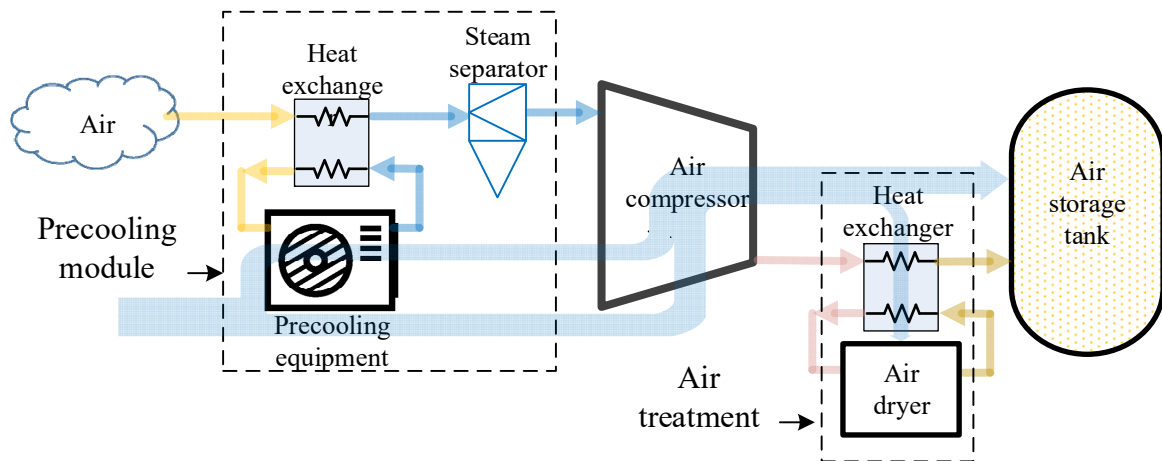 Air
Heat
exchange
Steam
separator
Precooling
module
Precooling
equipment
Air
compressor
Heat
exchanger
Air
storage
tank
Air
treatment
Air
dryer